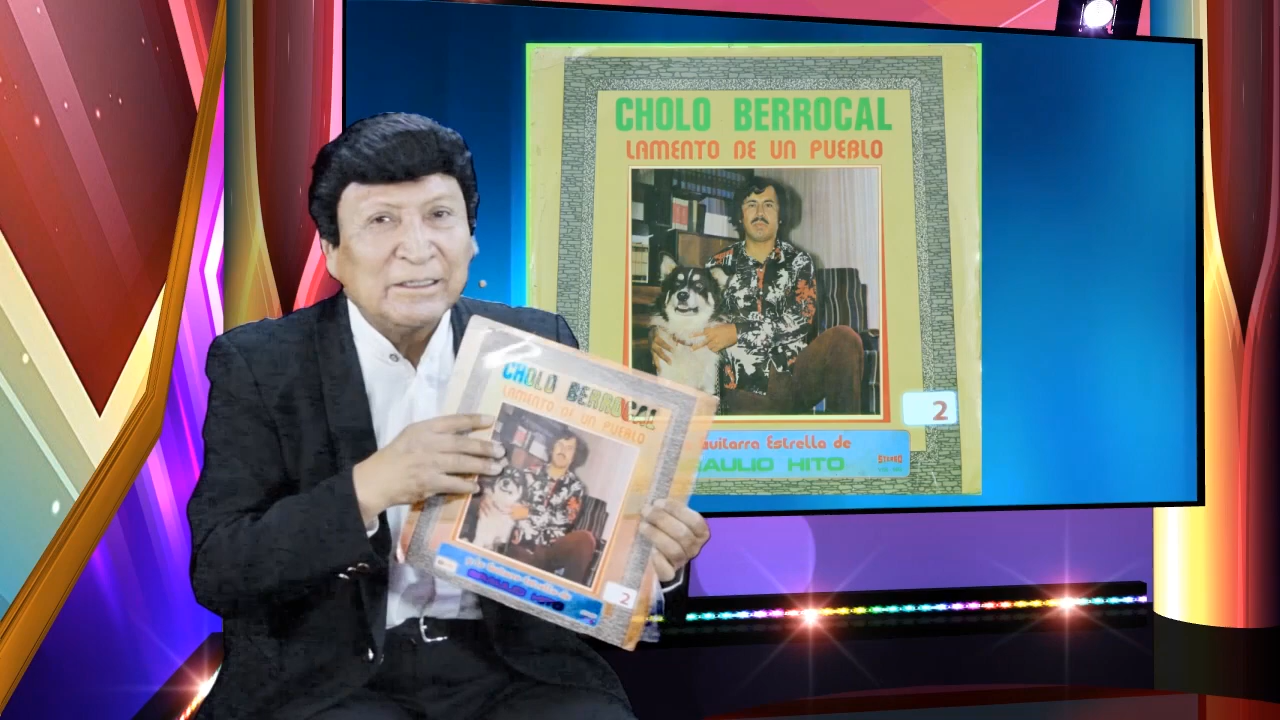 CHOLO BERROCAL
LAMENTO DE UN PUEBLO
2
guitarra Estrella de
RAULIO HITO
STEREO
CHOLO BERROCAL
LAMENTO DE UN PUEBLO
2